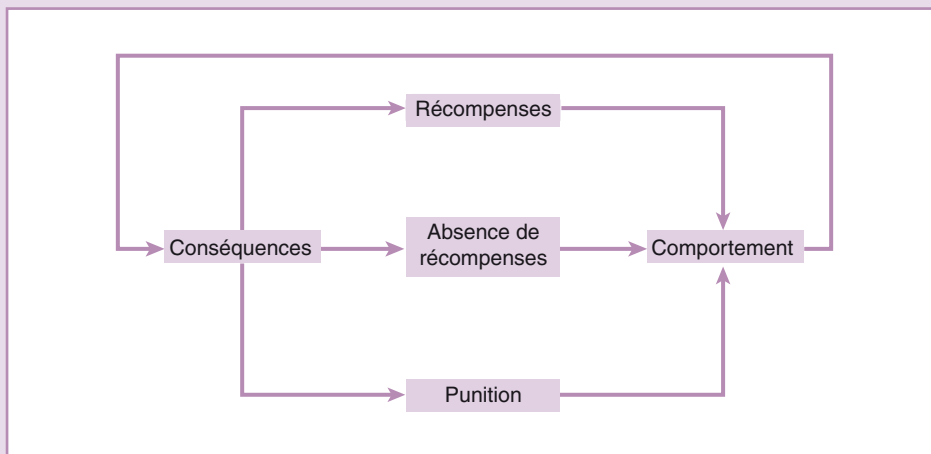 Récompenses
Conséquences
Absence de
récompenses
Comportement
Punition